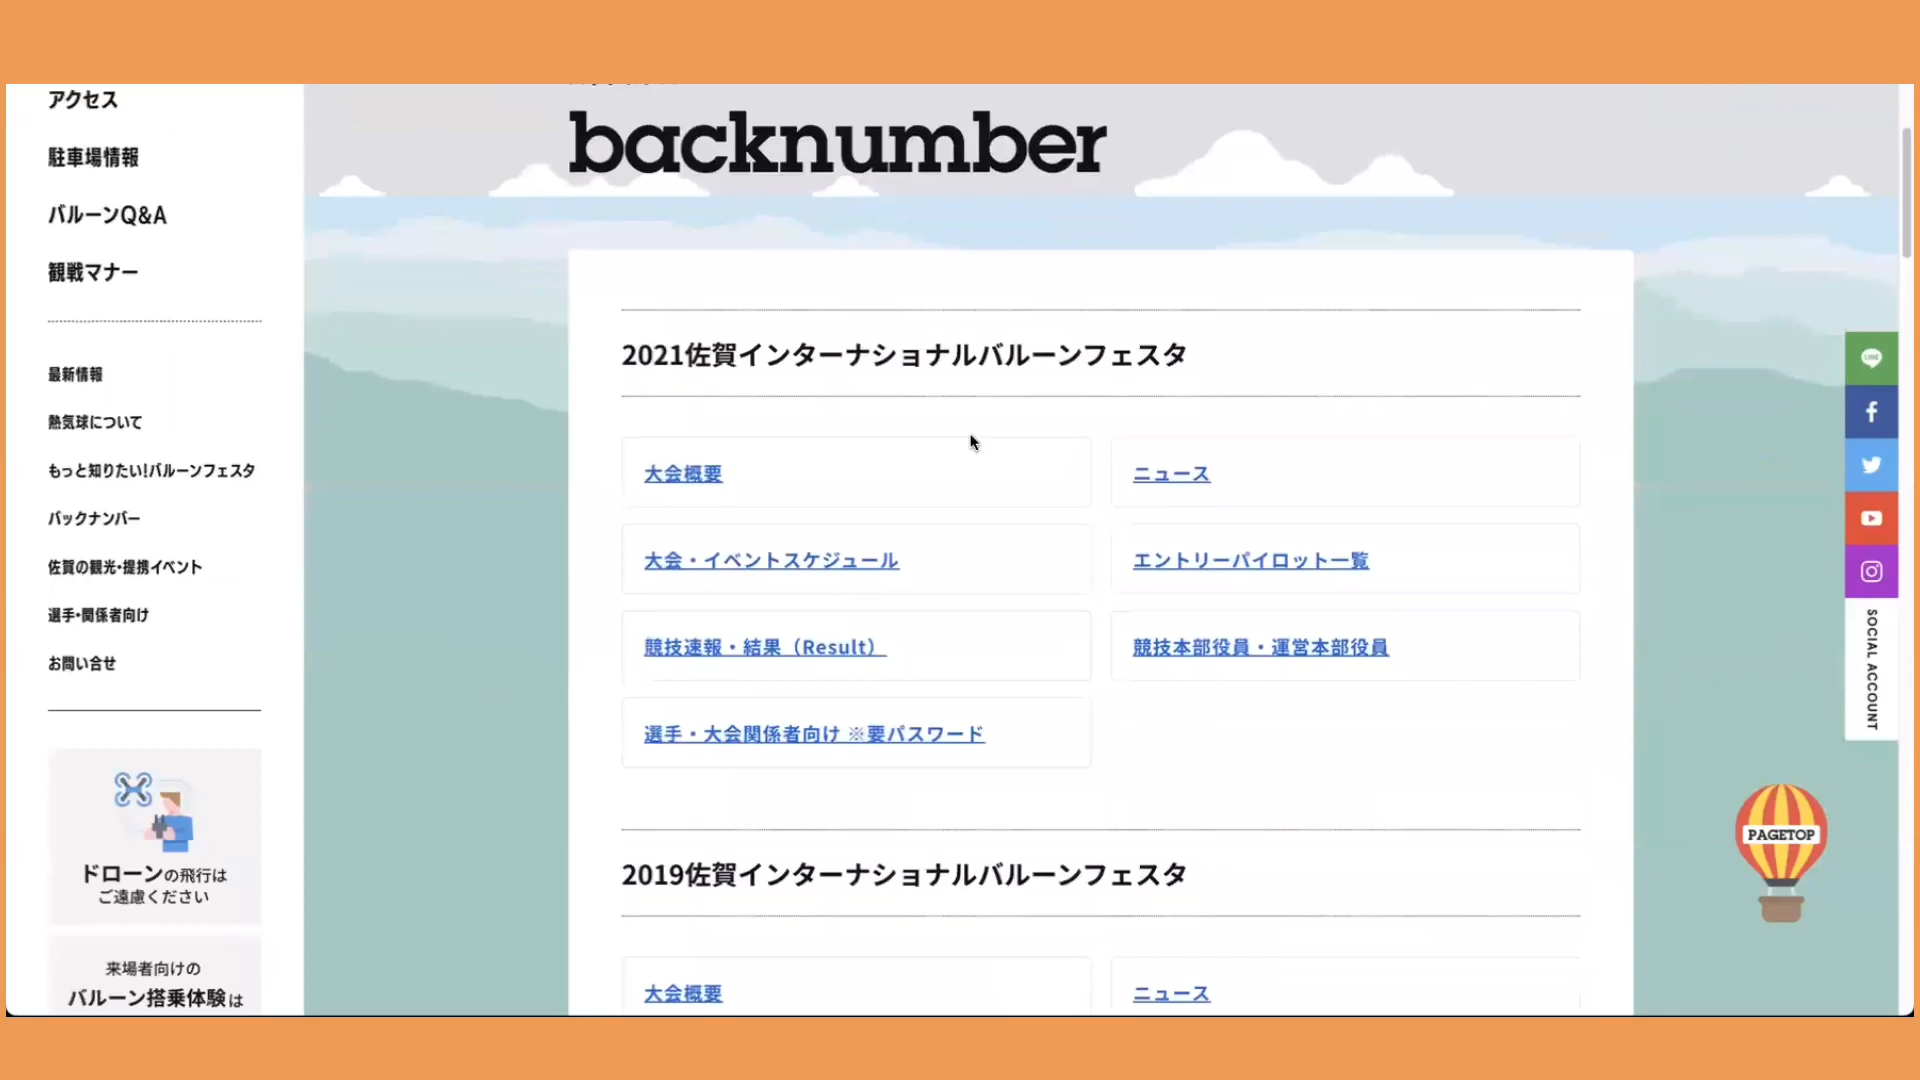 アクセス
駐車場情報
バルーンQ&A
観戦マナー
最新情報
熱気球について
もっと知りたい!バルーンフェスタ
バックナンバー
佐賀の観光・提携イベント
選手・関係者向け
お問い合せ
ドローンの飛行は
ご遠慮ください
来場者向けの
バルーン搭乗体験は
backnumber
2021佐賀インターナショナルバルーンフェスタ
大会概要
ニュース
大会・イベントスケジュール
エントリーパイロット一覧
競技速報・結果（Result）
競技本部役員・運営本部役員
選手・大会関係者向け ※要パスワード
2019佐賀インターナショナルバルーンフェスタ
大会概要
ニュース
LINE
SOCIAL ACCOUNT
PAGETOP